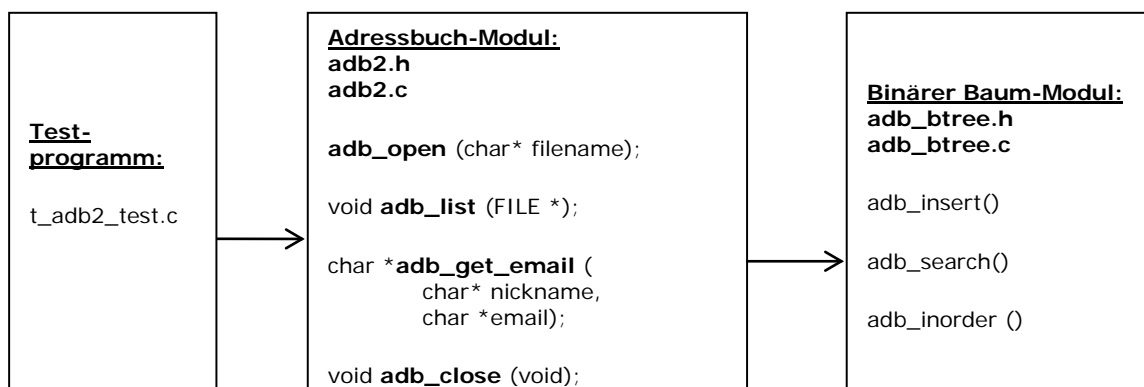 Test-
programm:
t_adb2_test.c
Adressbuch-Modul:
adb2.h
adb2.c
adb_open (char* filename);
void adb_list (FILE *);
char *adb_get_email (
char* nickname,
char *email);
void adb_close (void);
Binärer Baum-Modul:
adb_btree.h
adb_btree.c
adb_insert()
adb_search()
adb_inorder ()